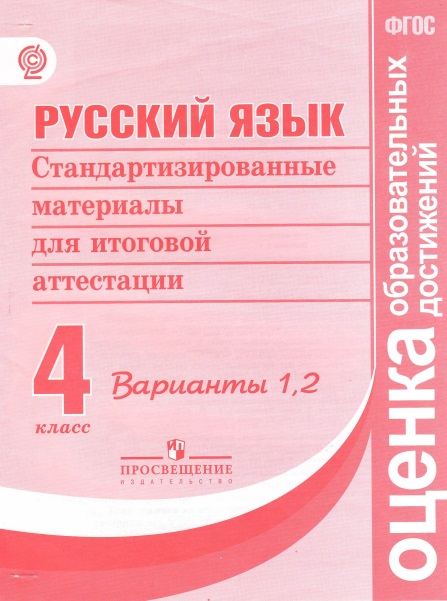 ФГОС
РУССКИЙ ЯЗЫК
Стандартизированные
материалы
для итоговой
аттестации
4
класс
Варианты 1,2
ПРОСВЕЩЕНИЕ
ИЗДАТЕЛЬСТВО
оценка
образовательных
достижений